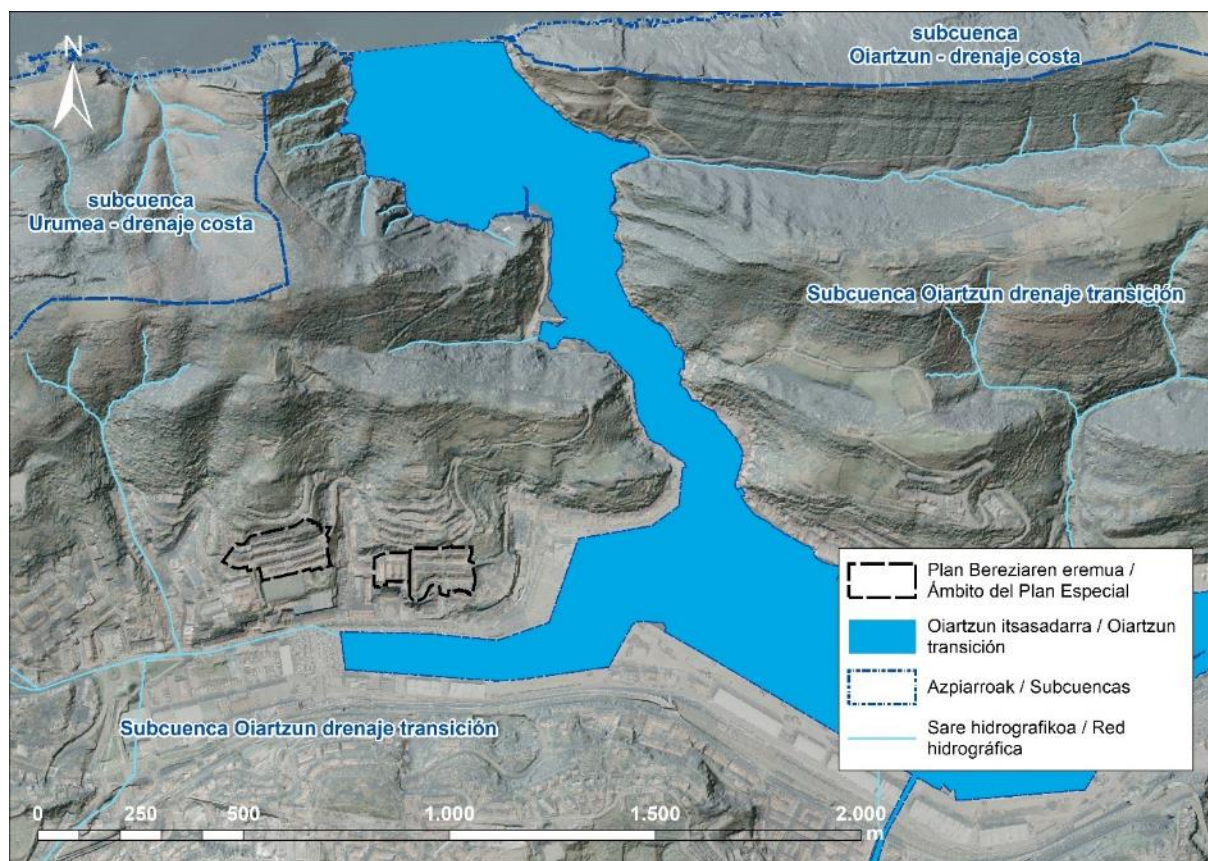 subcuenca
Oiartzun - drenaje costa
N
subcuenca
Urumea - drenaje costa
Subcuenca Oiartzun drenaje transición
Plan Bereziaren eremua /
Ámbito del Plan Especial
Oiartzun itsasadarra / Oiartzun
transición
Azpiarroak / Subcuencas
Sare hidrografikoa / Red
hidrográfica
Subcuenca Oiartzun drenaje transición
0 250 500 1.000 1.500 2.000
m